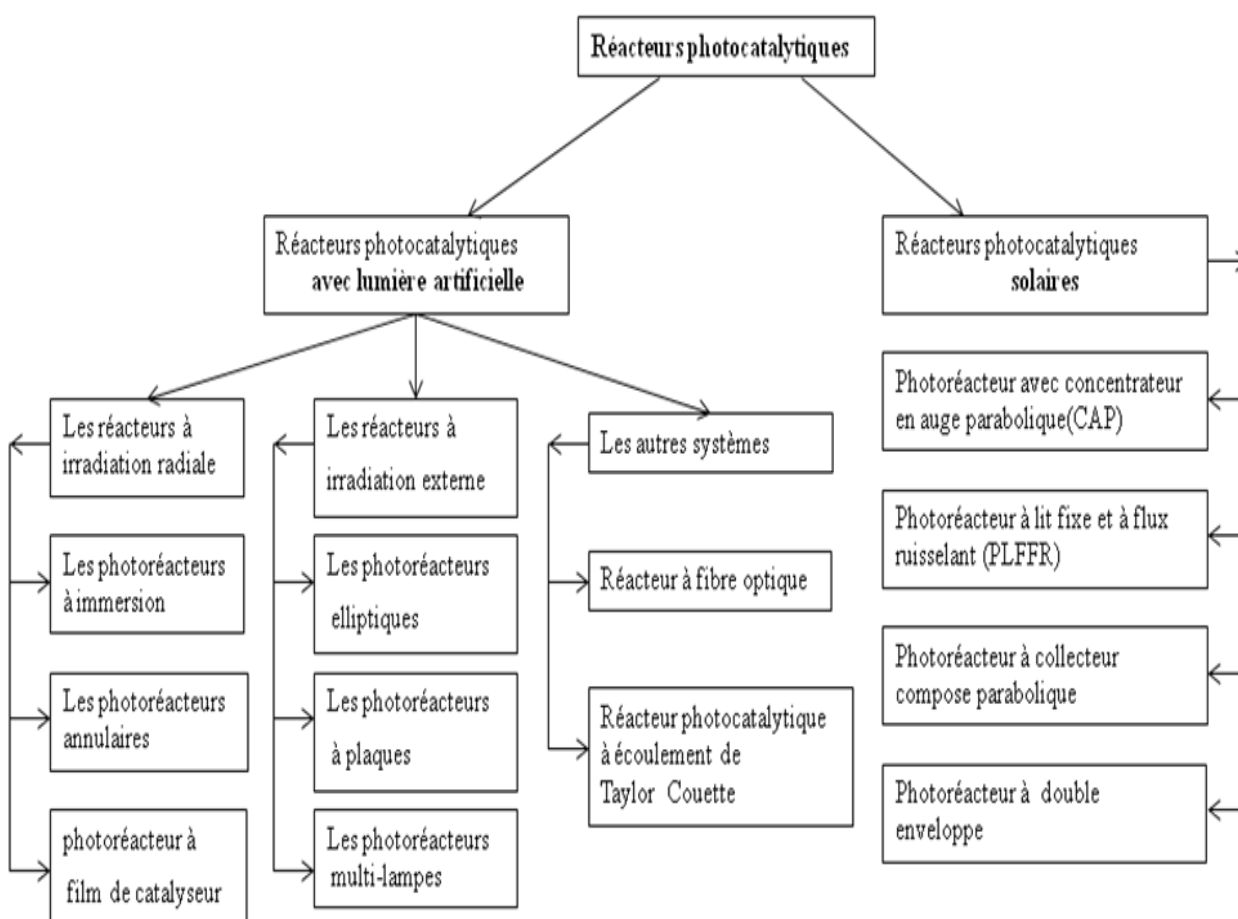 Réacteurs photocatalytiques
Réacteurs photocatalytiques
avec lumière artificielle
Réacteurs photocatalytiques
solaires
Les réacteurs à
irradiation radiale
Les photoréacteurs
à immersion
Les photoréacteurs
annulaires
photoréacteur à
film de catalyseur
Les réacteurs à
irradiation externe
Les photoréacteurs
elliptiques
Les photoréacteurs
à plaques
Les photoréacteurs
multi-lampes
Les autres systèmes
Réacteur à fibre optique
Réacteur photocatalytique
à écoulement de
Taylor Couette
Photoréacteur avec concentrateur
en auge parabolique(CAP)
Photoréacteur à lit fixe et à flux
ruisselant (PLFFR)
Photoréacteur à collecteur
compose parabolique
Photoréacteur à double
enveloppe